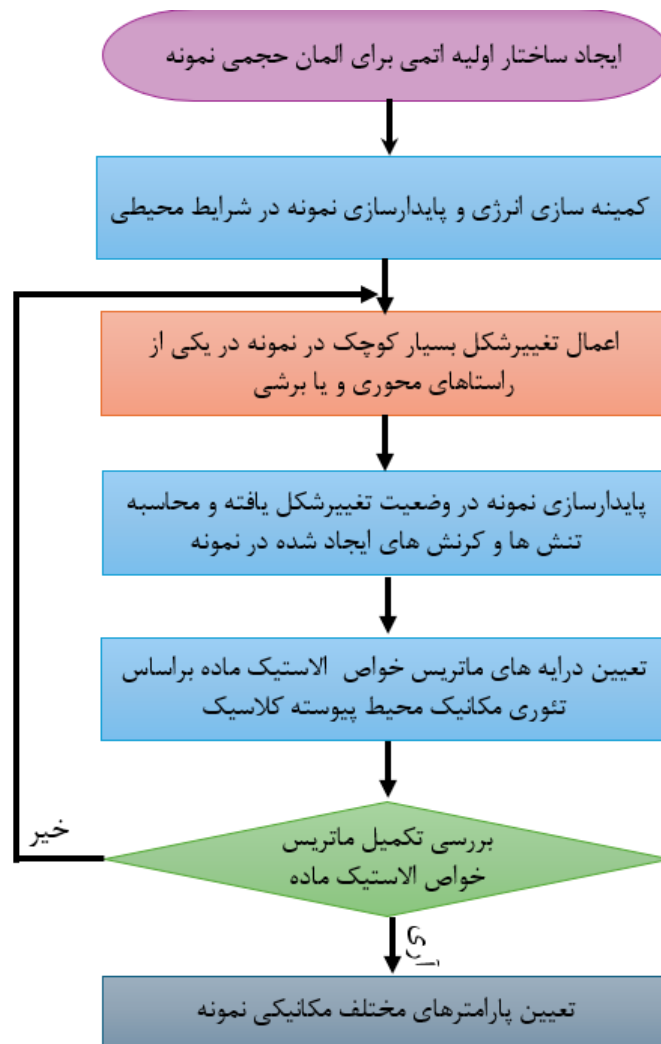 ایجاد ساختار اولیه اتمی برای المان حجمی نمونه
کمینه سازی انرژی و پایدارسازی نمونه در شرایط محیطی
اعمال تغییرشکل بسیار کوچک در نمونه در یکی از
راستاهای محوری و یا برشی
پایدارسازی نمونه در وضعیت تغییرشکل یافته و محاسبه
تنش ها و کرنش های ایجاد شده در نمونه
تعیین درایه های ماتریس خواص الاستیک ماده براساس
تئوری مکانیک محیط پیوسته کلاسیک
بررسی تکمیل ماتریس
خواص الاستیک ماده
خیر
آری
تعیین پارامترهای مختلف مکانیکی نمونه